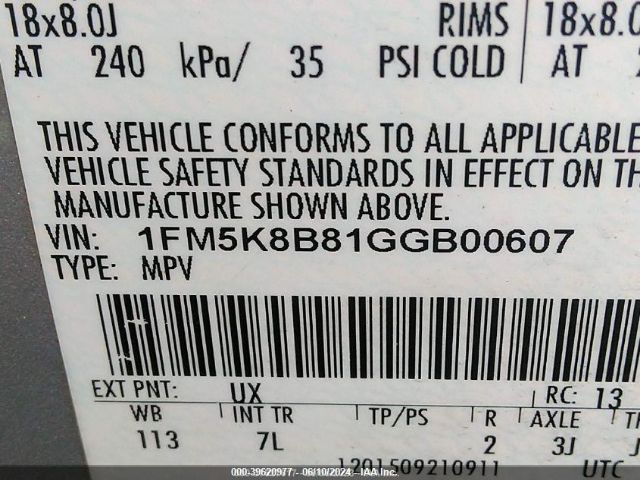 18x8.0J RIMS 18x8.0
AT 240 kPa/ 35 PSI COLD AT
THIS VEHICLE CONFORMS TO ALL APPLICABLE
VEHICLE SAFETY STANDARDS IN EFFECT ON
MANUFACTURE SHOWN ABOVE.
VIN: 1FM5K8B81GGB00607
TYPE: MPV
EXT PNT: UX RC: 13
WB INT TR TP/PS R AXLE
113 7L 2 3J
1201509210911 UTC
00-39620977 - 06/10/2024 - IAA Inc.